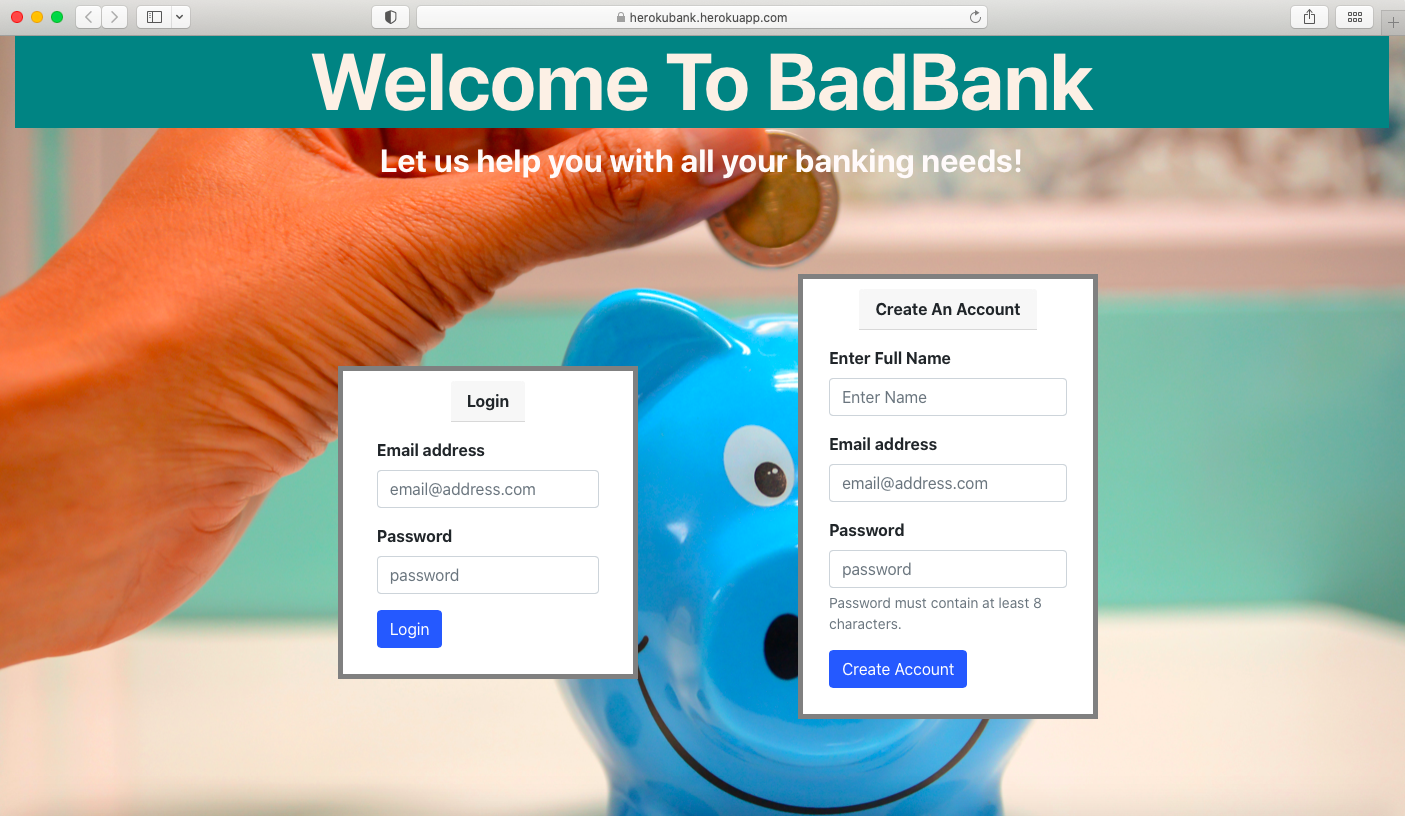 herokubank.herokuapp.com
Welcome To BadBank
Let us help you with all your banking needs!
Login
Email address
email@address.com
Password
password
Login
Create An Account
Enter Full Name
Enter Name
Email address
email@address.com
Password
password
Password must contain at least 8
characters.
Create Account